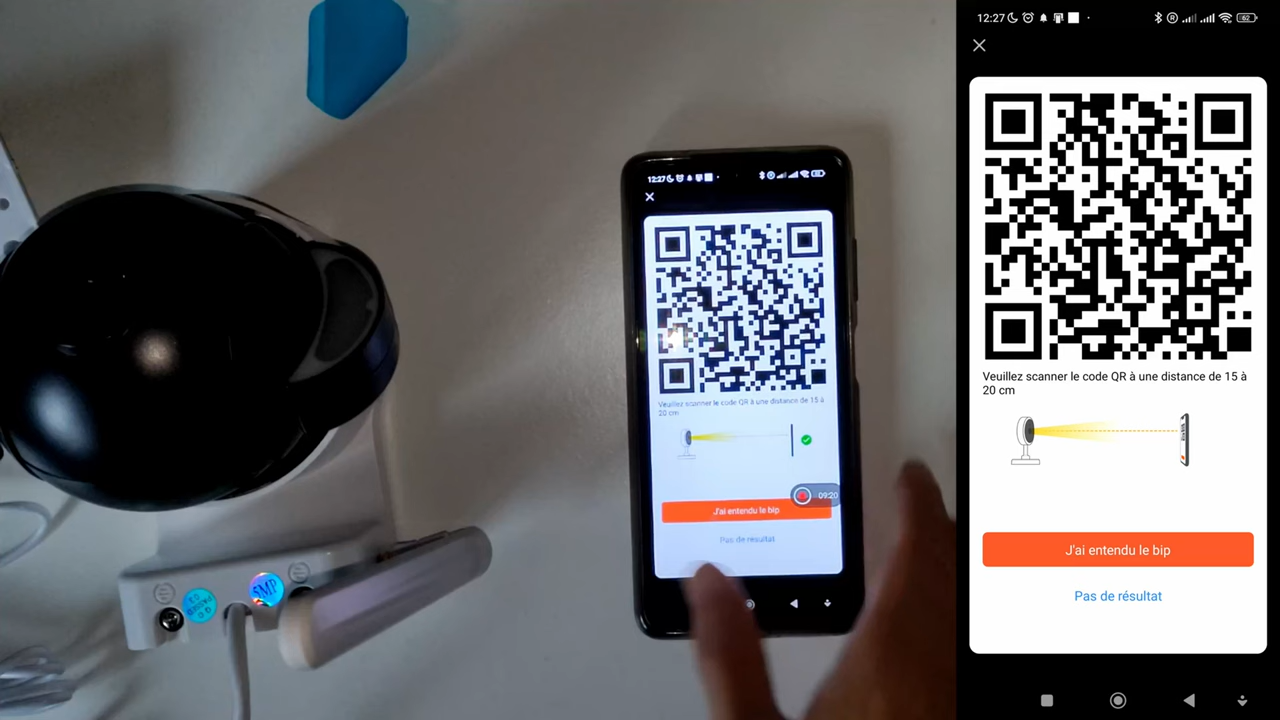 12:27
Veuillez scanner le code QR à une distance de 15 à
20 cm
09:20
J'ai entendu le bip
Pas de résultat
5MP
12:27
62
Veuillez scanner le code QR à une distance de 15 à
20 cm
J'ai entendu le bip
Pas de résultat